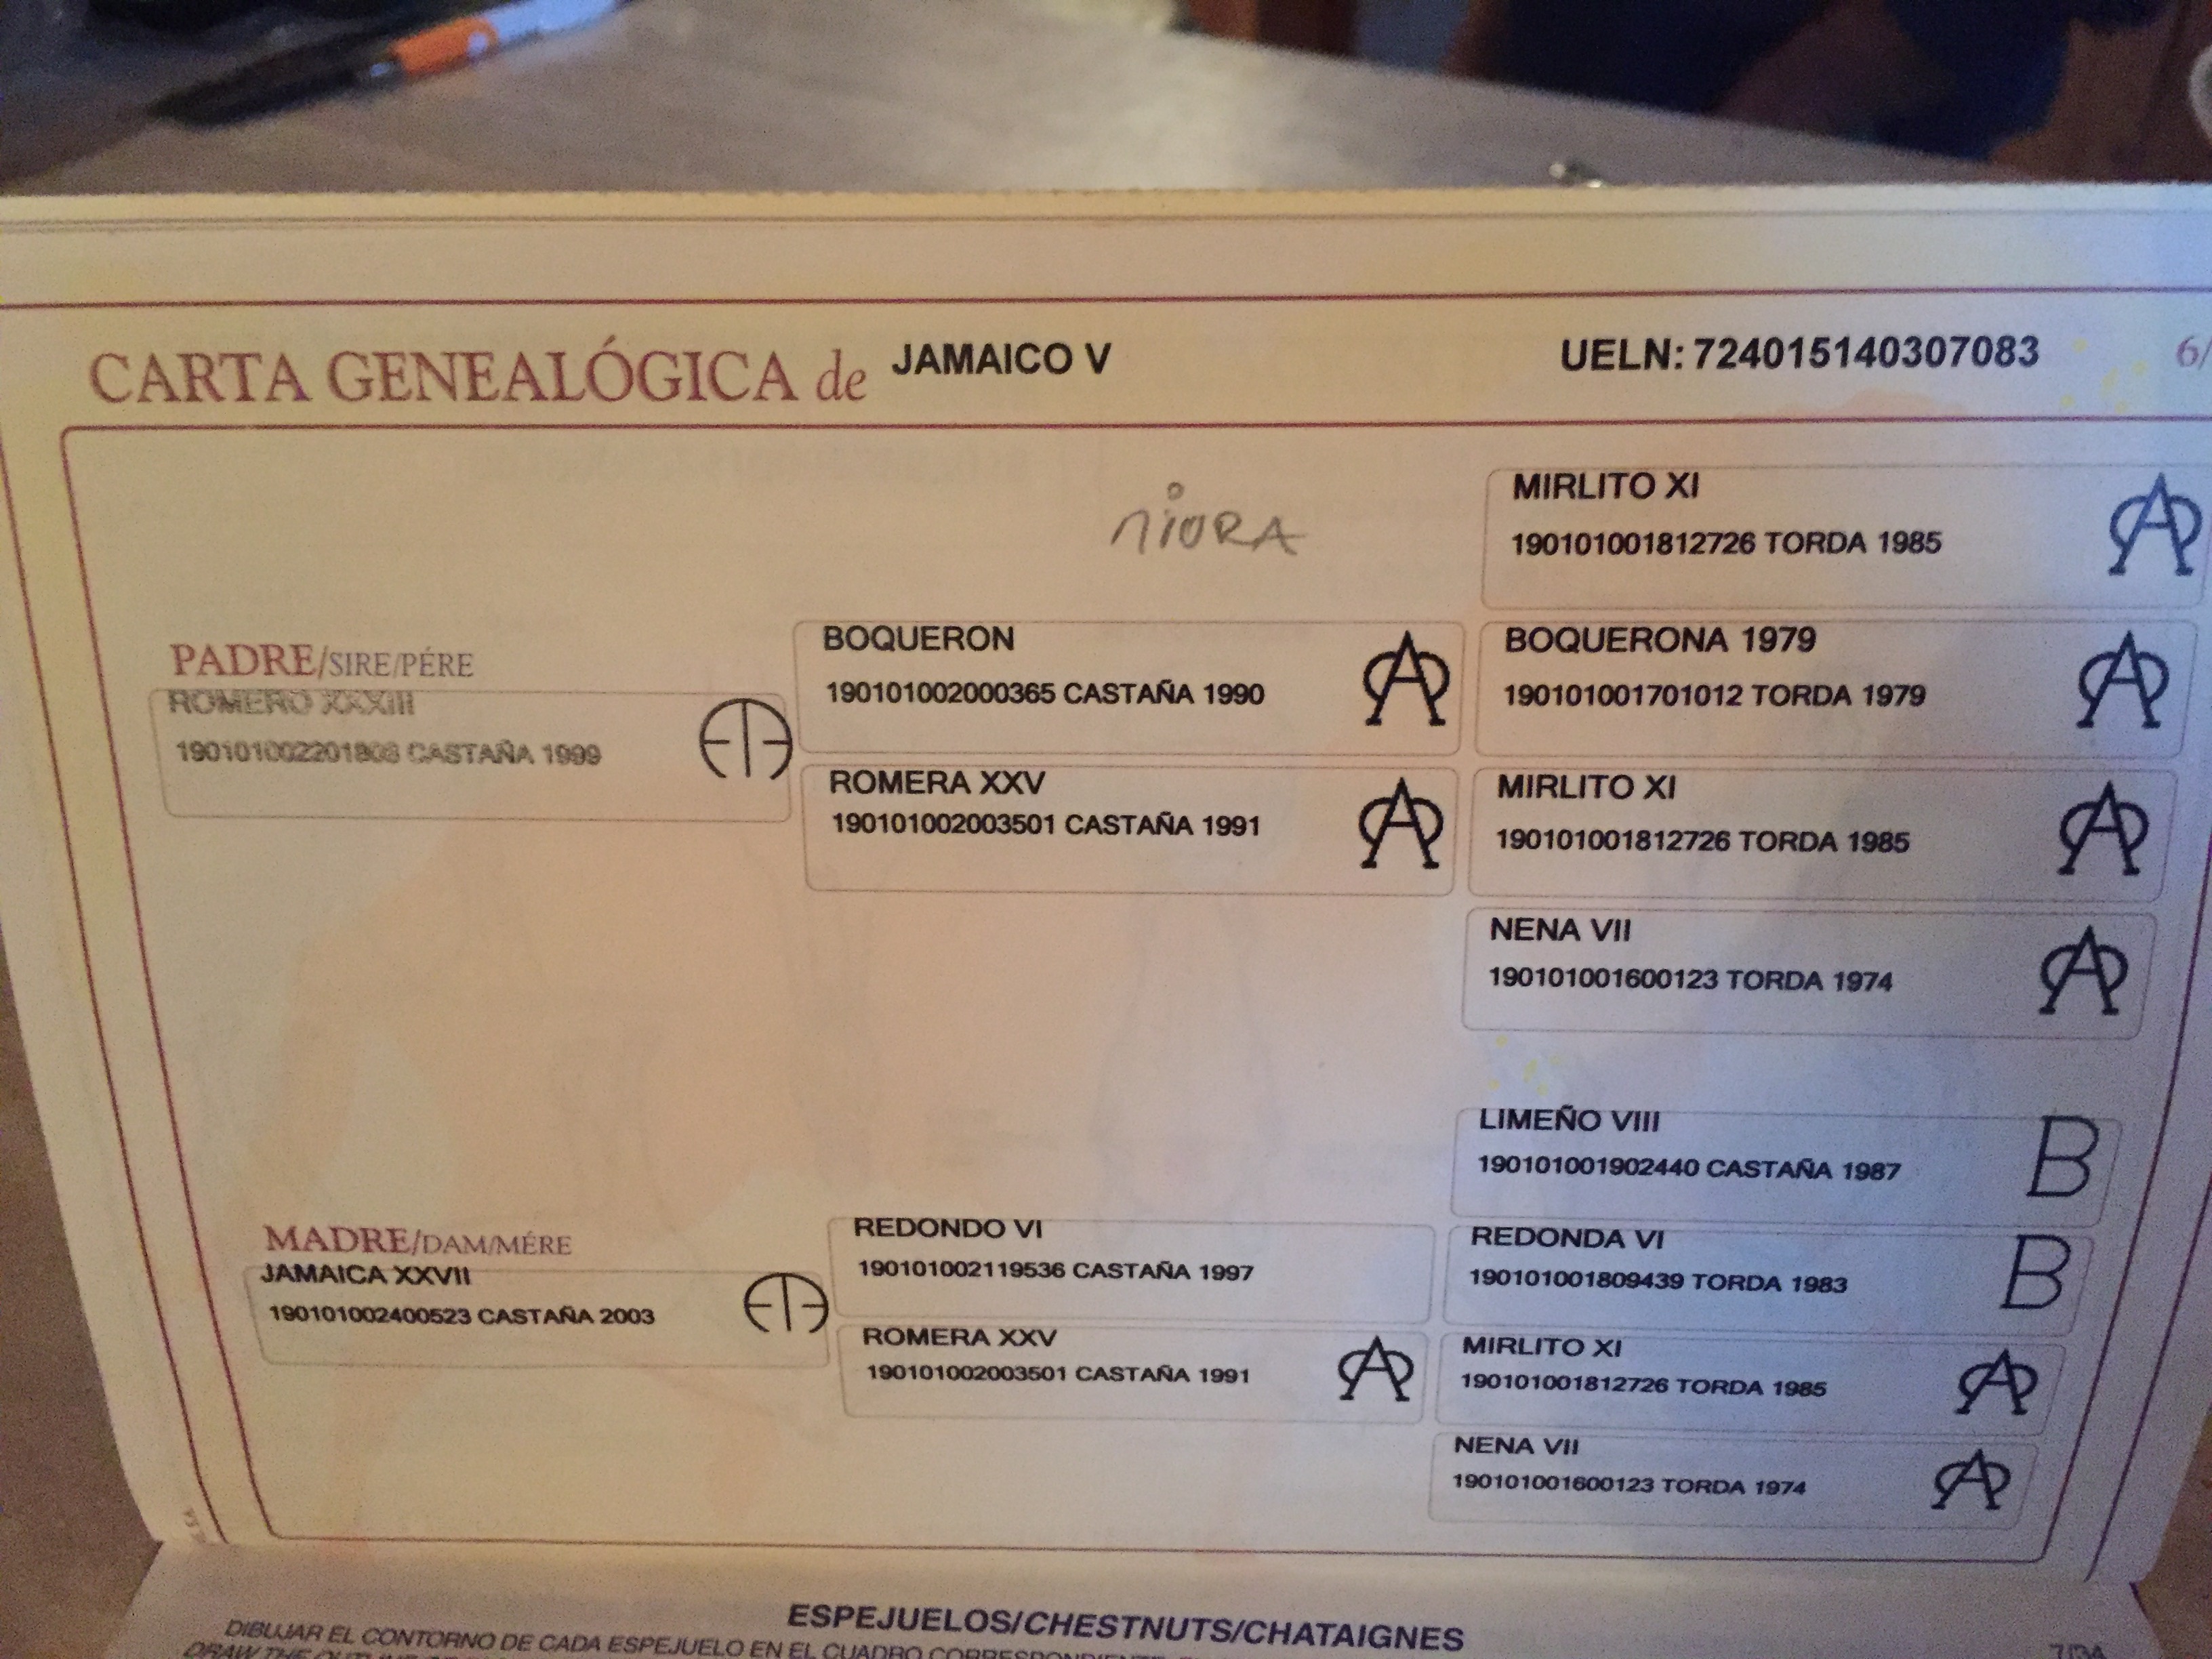 CARTA GENEALÓGICA de JAMAICO V UELN: 724015140307083 6/
MIURA
PADRE/SIRE/PÉRE
ROMERO XXXIII
CASTAÑA 1999
BOQUERON
190101002000365 CASTAÑA 1990
ROMERA XXV
190101002003501 CASTAÑA 1991
MIRLITO XI
190101001812726 TORDA 1985
BOQUERONA 1979
190101001701012 TORDA 1979
MIRLITO XI
190101001812726 TORDA 1985
NENA VII
190101001600123 TORDA 1974
MADRE/DAM/MÉRE
JAMAICA XXVII
190101002400523 CASTAÑA 2003
REDONDO VI
190101002119536 CASTAÑA 1997
ROMERA XXV
190101002003501 CASTAÑA 1991
LIMEÑO VIII
190101001902440 CASTAÑA 1987
B
REDONDA VI
190101001809439 TORDA 1983
B
MIRLITO XI
190101001812726 TORDA 1985
NENA VII
190101001600123 TORDA 1974
ESPEJUELOS/CHESTNUTS/CHATAIGNES
DIBUJAR EL CONTORNO DE CADA ESPEJUELO EN EL CUADRO
DRAW THE